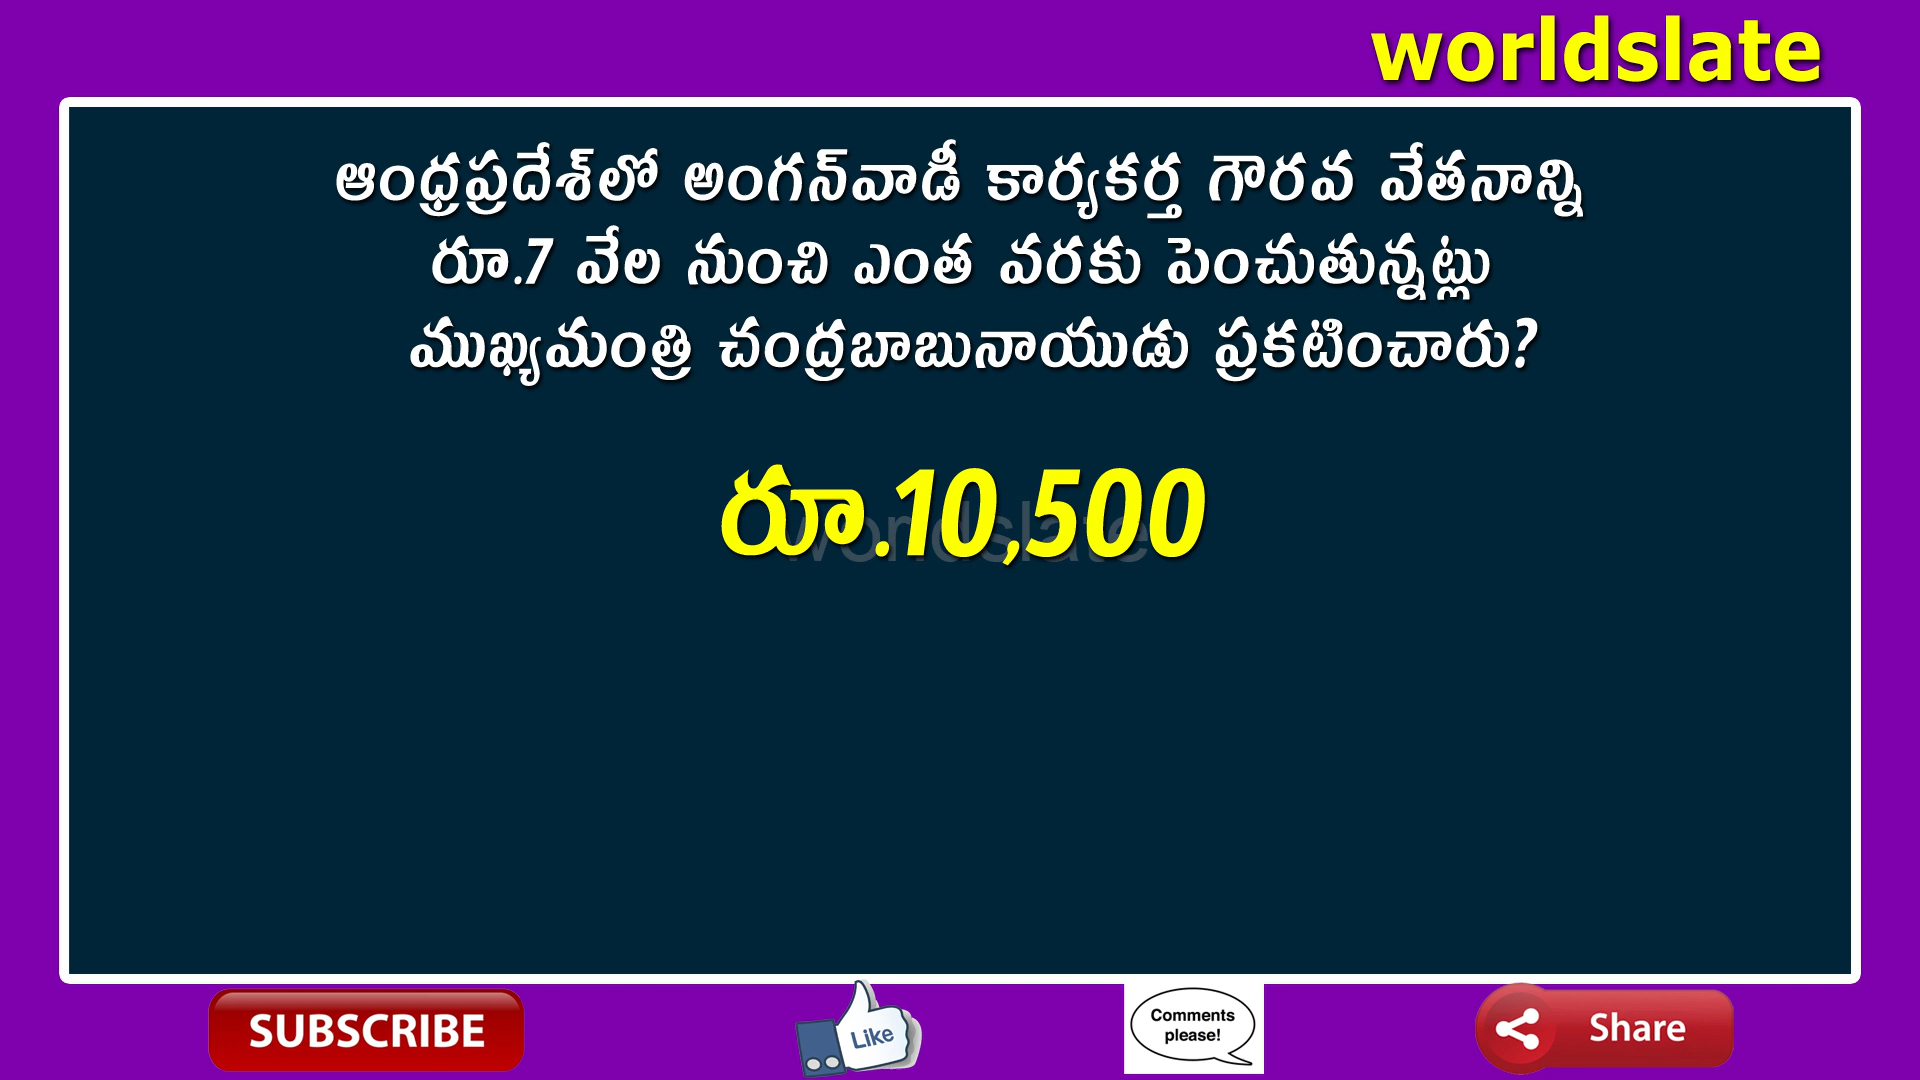 worldslate
ఆంధ్రప్రదేశ్‌లో అంగన్‌వాడీ కార్యకర్త గౌరవ వేతనాన్ని
రూ.7 వేల నుంచి ఎంత వరకు పెంచుతున్నట్లు
ముఖ్యమంత్రి చంద్రబాబునాయుడు ప్రకటించారు?
రూ.10,500
worldslate
SUBSCRIBE
Like
Comments
please!
Share